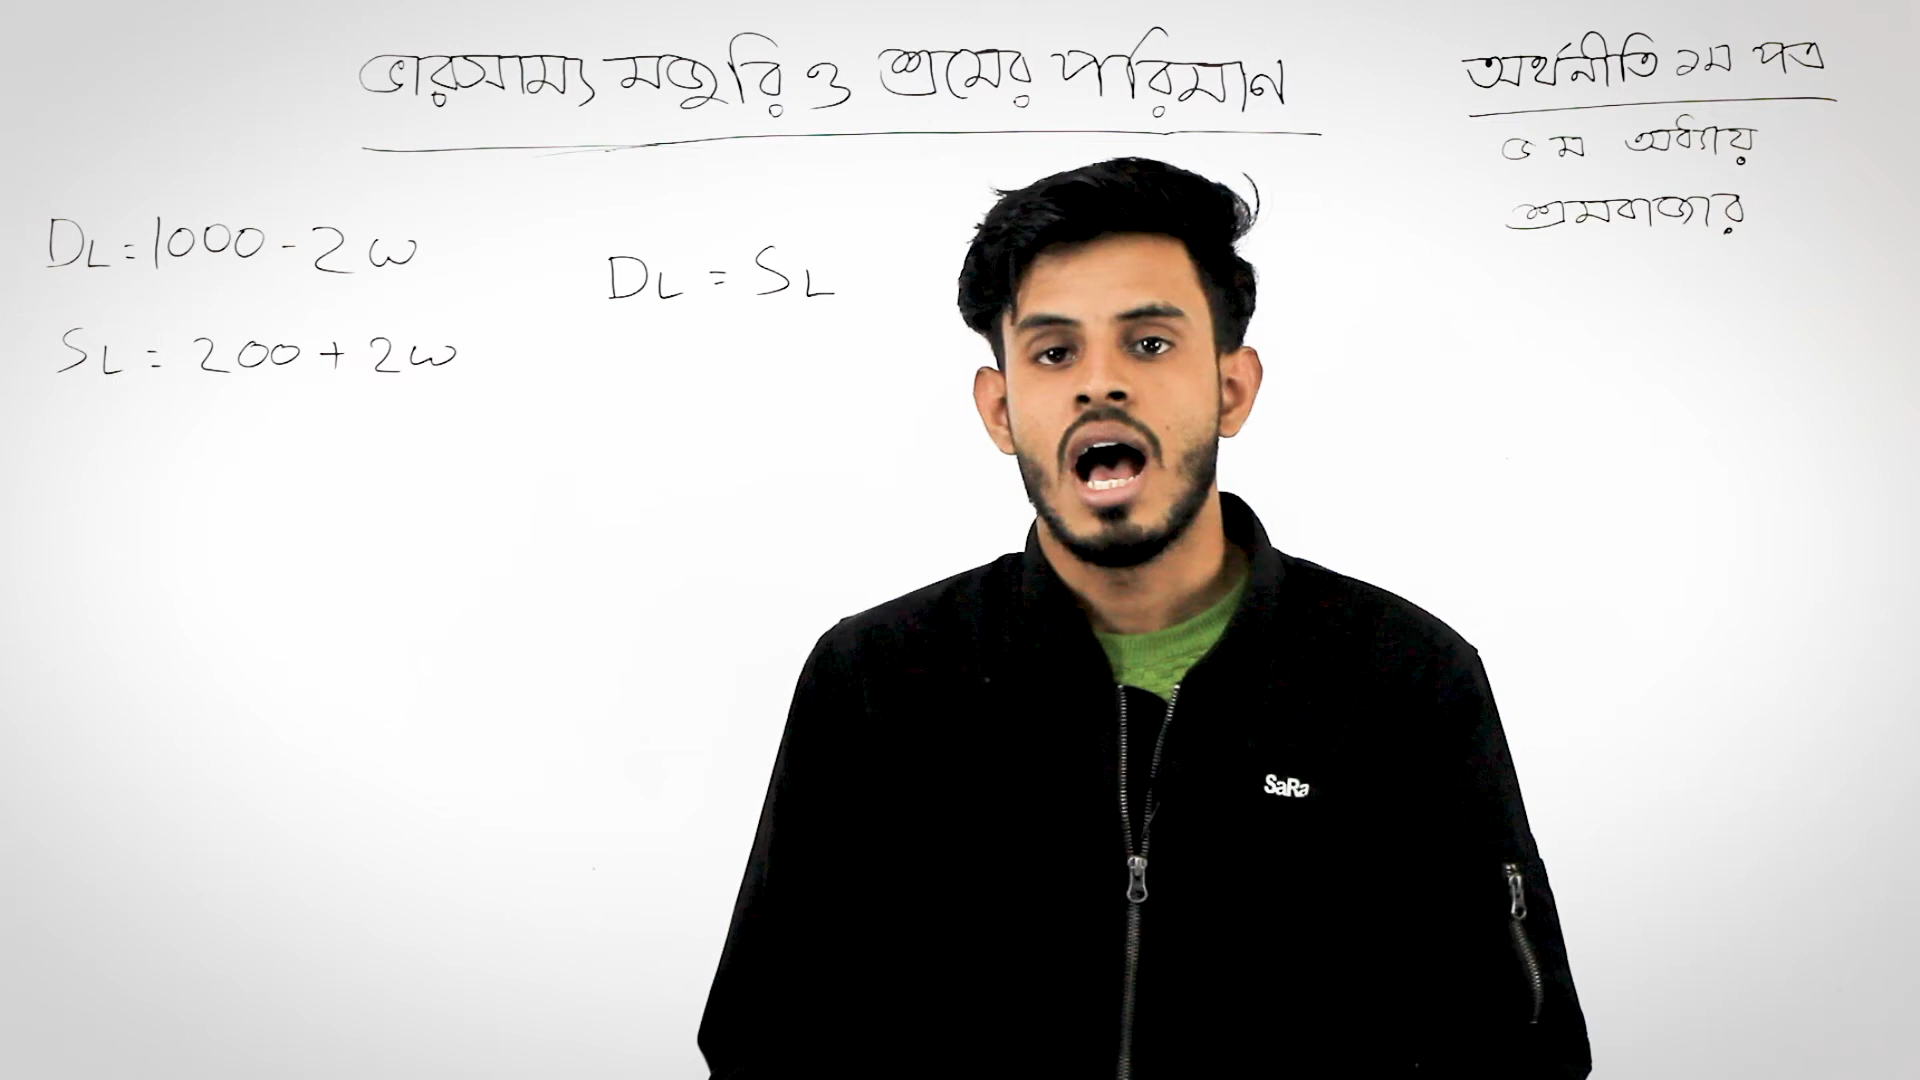 ভারসাম্য মজুরি ও শ্রমের পরিমান
অর্থনীতি ১ম পত্র
৫ম অধ্যায়
শ্রমবাজার
DL = 1000 - 2w
SL = 200 + 2w
DL = SL
SaRa